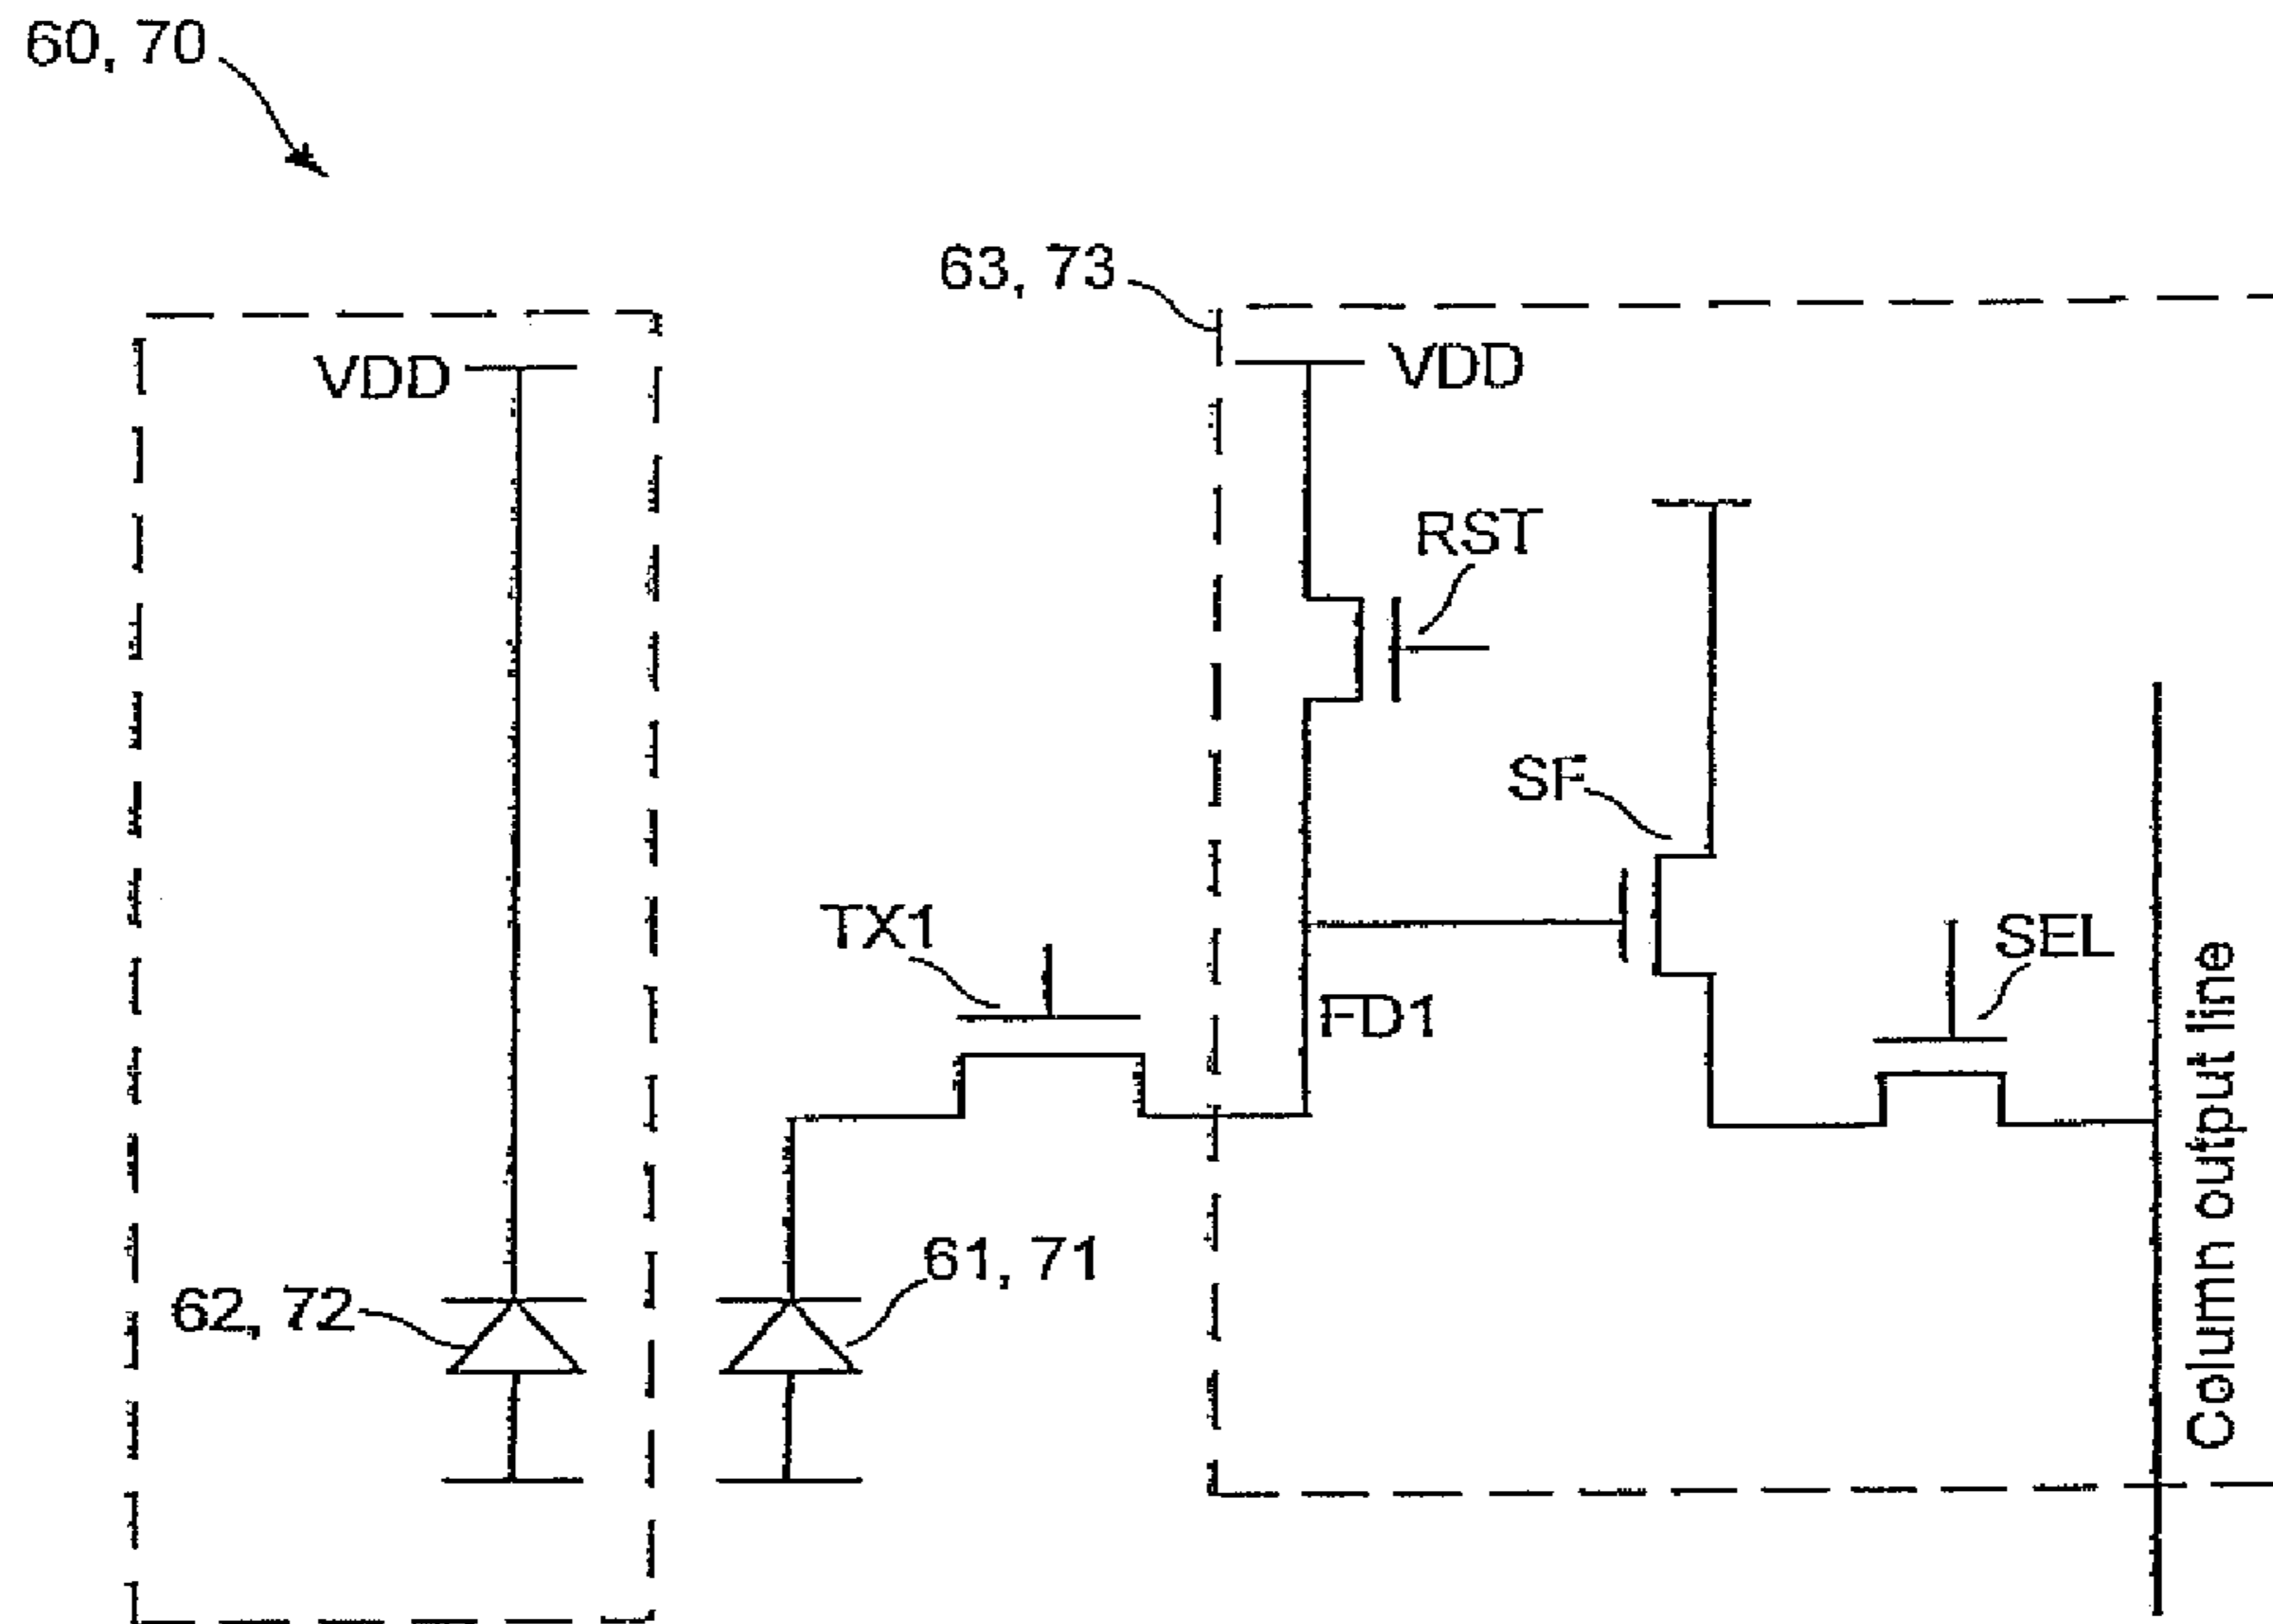 60, 70
63, 73
VDD
VDD
RST
SF
TX1
SEL
FD1
Column output line
61, 71
62, 72